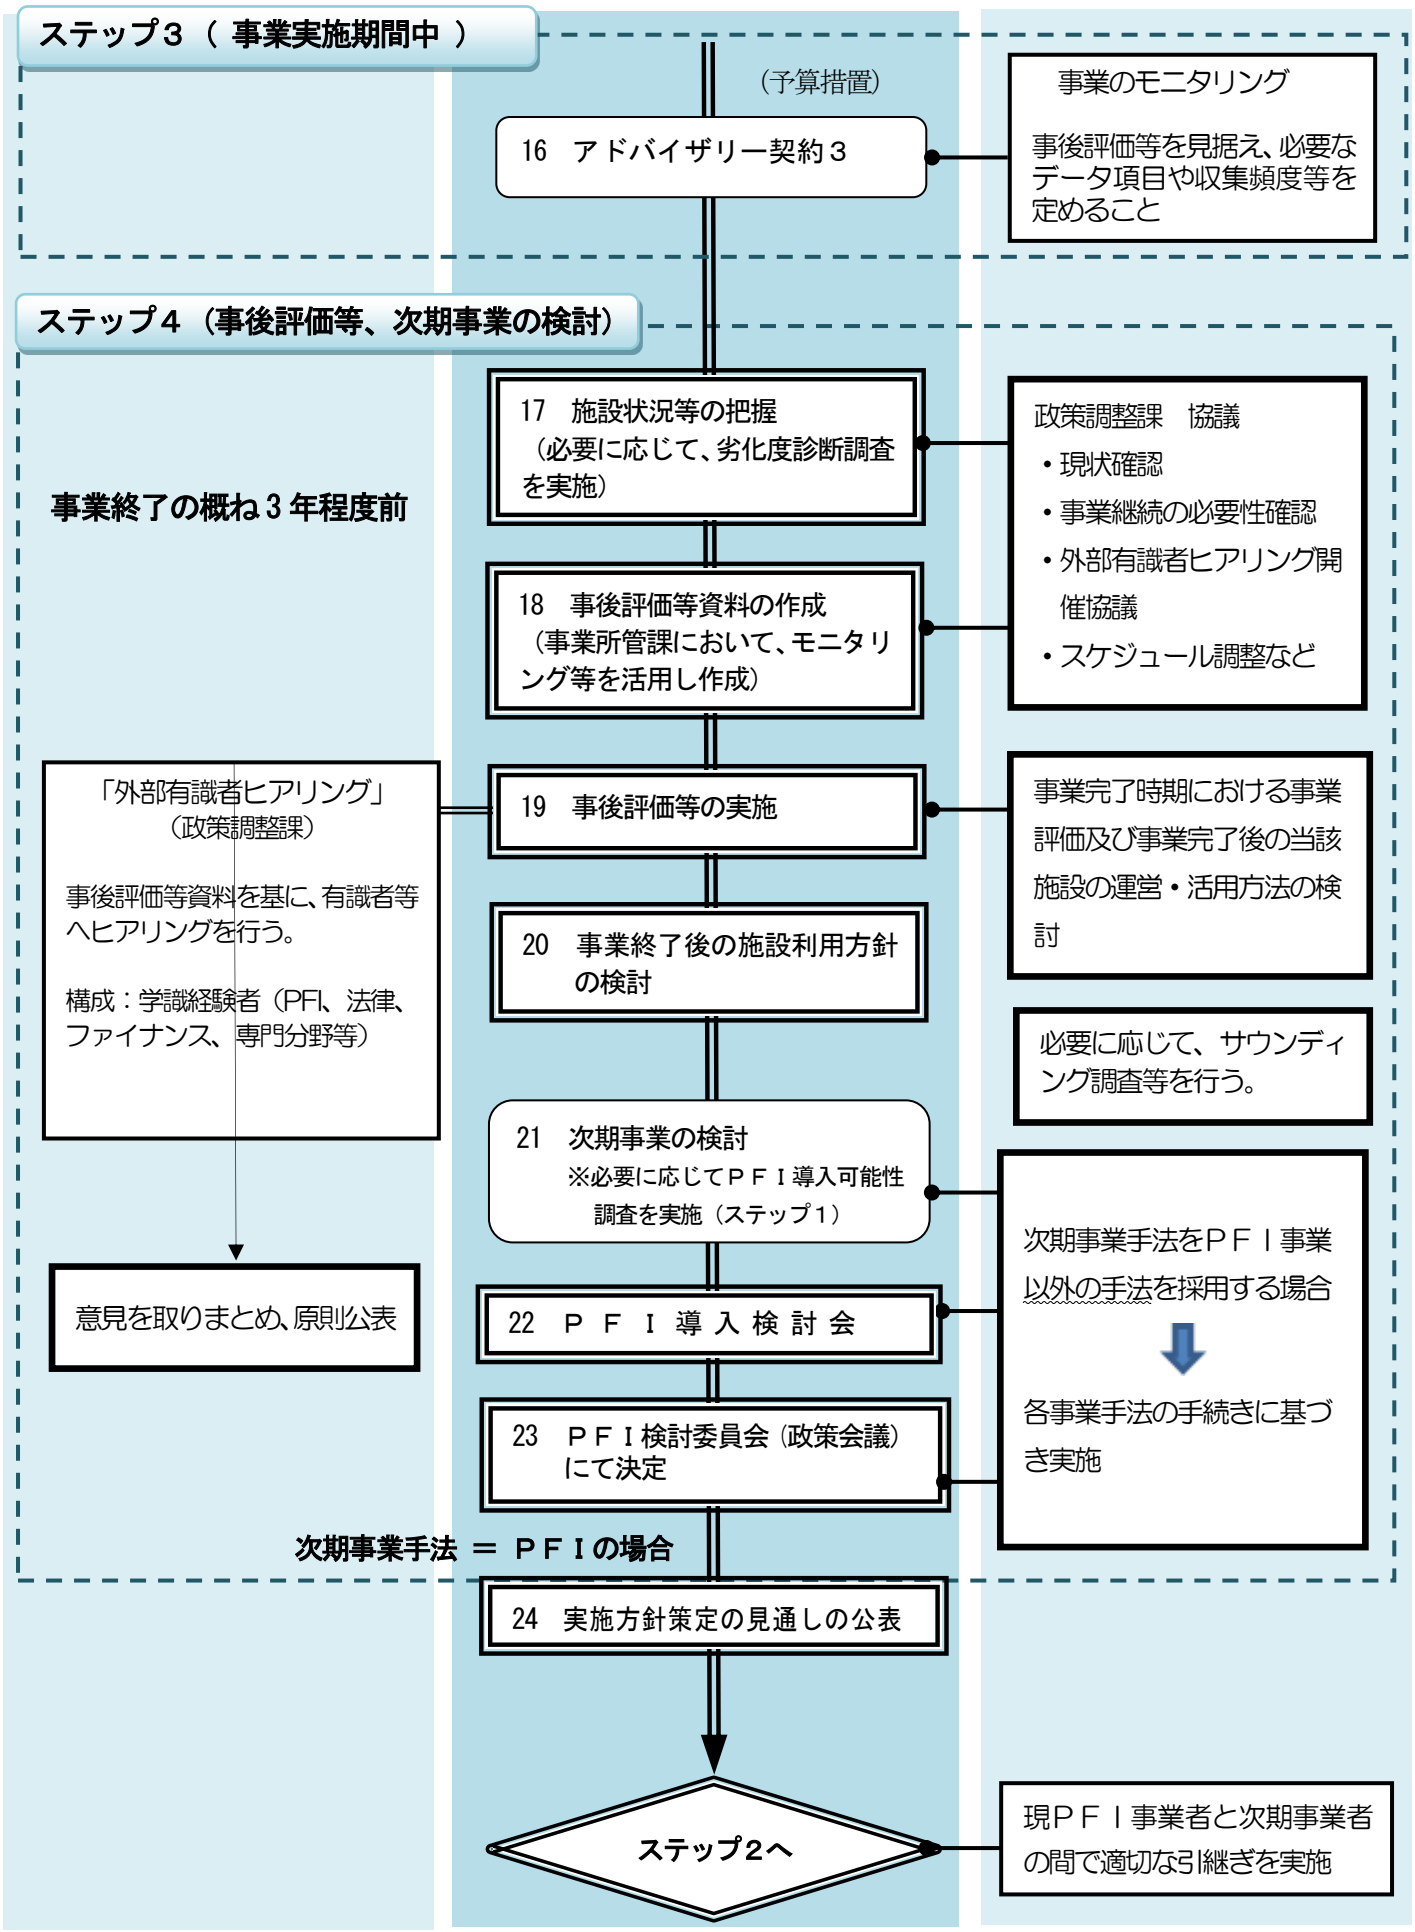 ステップ３（ 事業実施期間中 ）
（予算措置）
16　アドバイザリー契約３
事業のモニタリング
事後評価等を見据え、必要な
データ項目や収集頻度等を
定めること
ステップ４（事後評価等、次期事業の検討）
17　施設状況等の把握
（必要に応じて、劣化度診断調査
を実施）
政策調整課　協議
・現状確認
・事業継続の必要性確認
・外部有識者ヒアリング開
催協議
・スケジュール調整など
事業終了の概ね３年程度前
18　事後評価等資料の作成
（事業所管課において、モニタリ
ング等を活用し作成）
「外部有識者ヒアリング」
（政策調整課）
事後評価等資料を基に、有識者等
へヒアリングを行う。
構成：学識経験者（PFI、法律、
ファイナンス、専門分野等）
19　事後評価等の実施
事業完了時期における事業
評価及び事業完了後の当該
施設の運営・活用方法の検
討
20　事業終了後の施設利用方針
の検討
必要に応じて、サウンディ
ング調査等を行う。
21　次期事業の検討
※必要に応じてＰＦＩ導入可能性
調査を実施（ステップ１）
意見を取りまとめ、原則公表
22　ＰＦＩ導入検討会
次期事業手法をＰＦＩ事業
以外の手法を採用する場合
各事業手法の手続きに基づ
き実施
23　ＰＦＩ検討委員会（政策会議）
にて決定
次期事業手法 ＝ ＰＦＩの場合
24　実施方針策定の見通しの公表
ステップ２へ
現ＰＦＩ事業者と次期事業者
の間で適切な引継ぎを実施